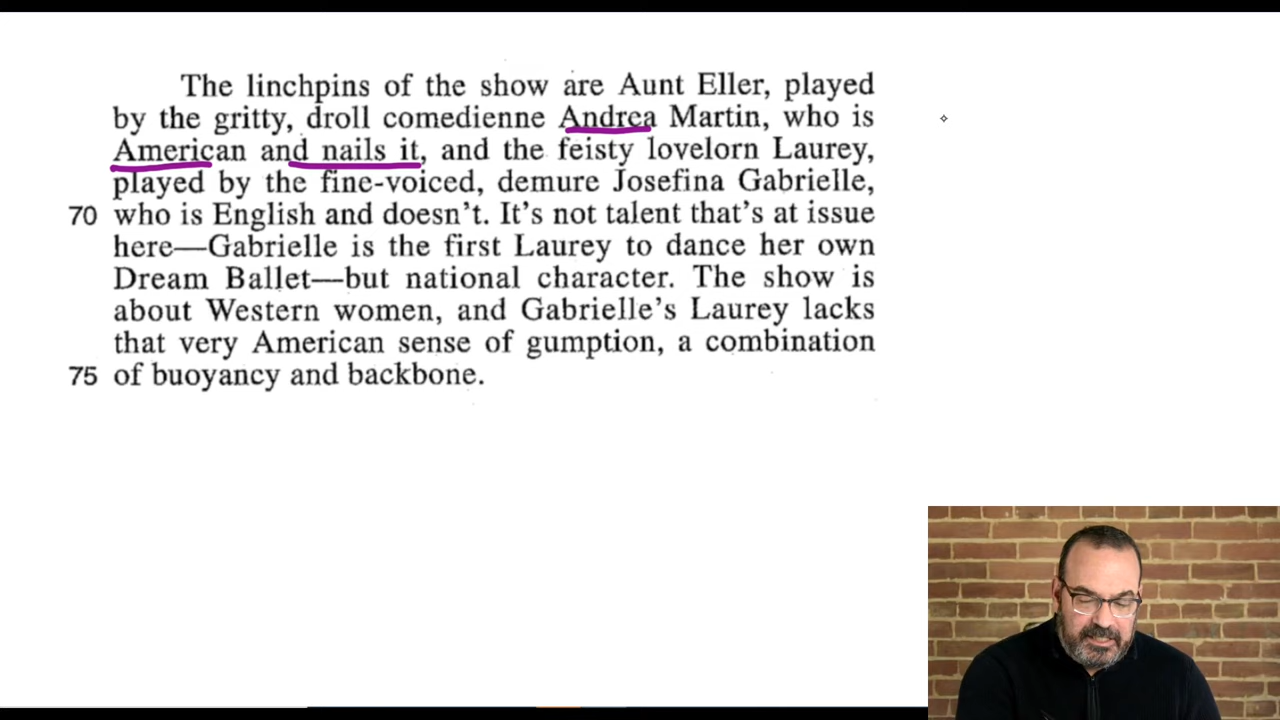 The linchpins of the show are Aunt Eller, played
by the gritty, droll comedienne Andrea Martin, who is
American and nails it, and the feisty lovelorn Laurey,
played by the fine-voiced, demure Josefina Gabrielle,
70 who is English and doesn't. It's not talent that's at issue
here—Gabrielle is the first Laurey to dance her own
Dream Ballet—but national character. The show is
about Western women, and Gabrielle's Laurey lacks
that very American sense of gumption, a combination
75 of buoyancy and backbone.